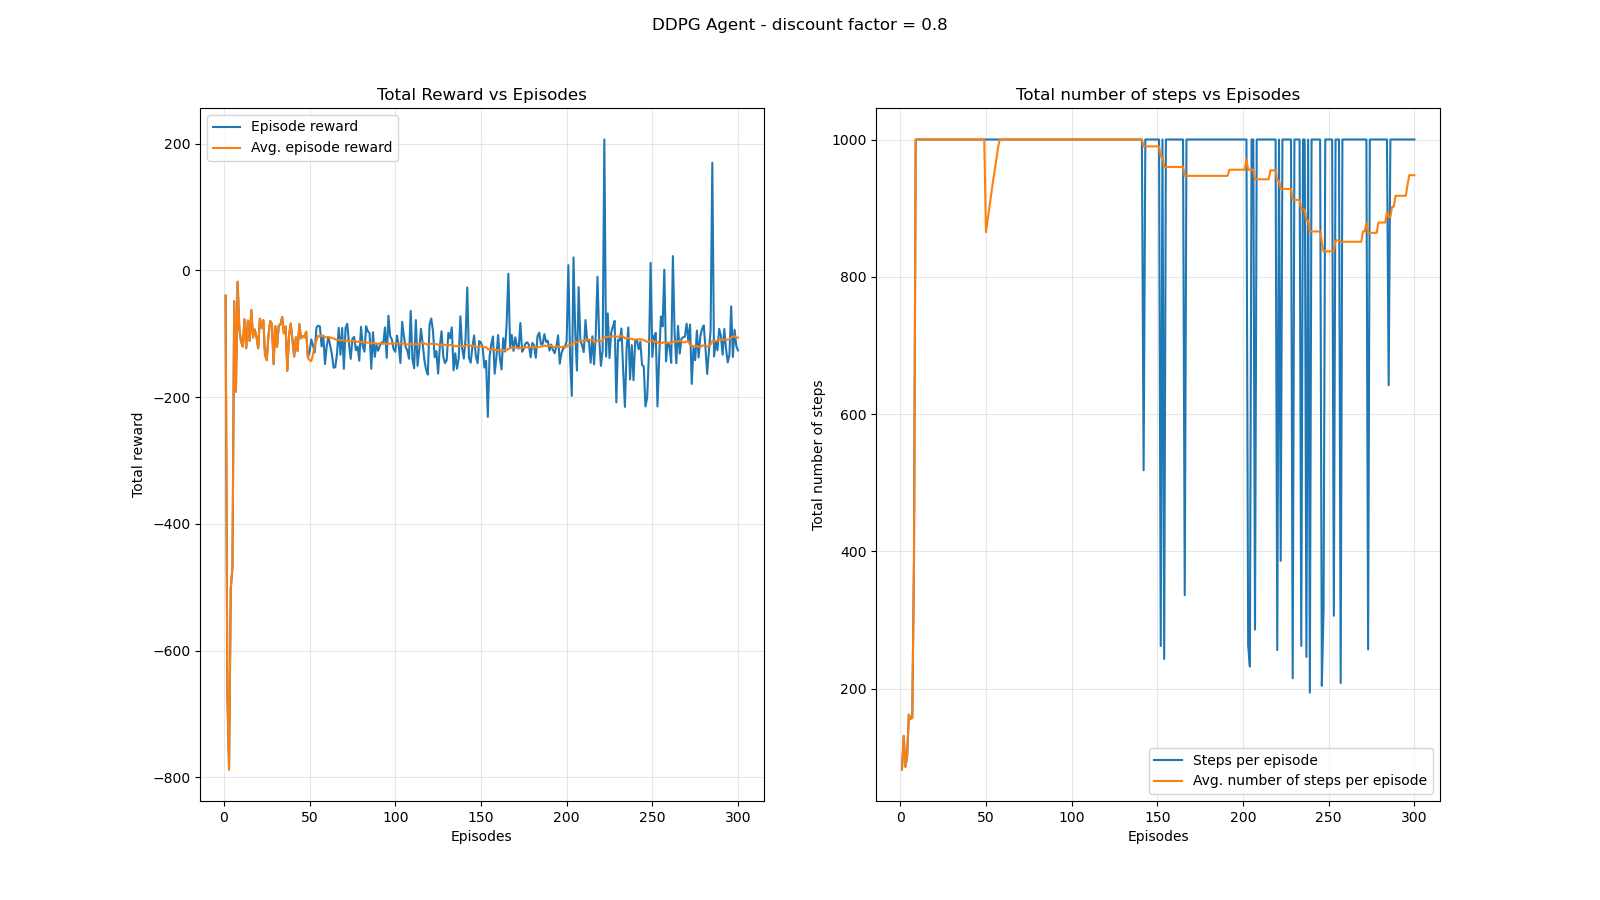 DDPG Agent - discount factor = 0.8
Total Reward vs Episodes
Episode reward
Avg. episode reward
200
0
−200
−400
−600
−800
Total reward
0
50
100
150
200
250
300
Episodes
Total number of steps vs Episodes
1000
800
600
400
200
Total number of steps
Steps per episode
Avg. number of steps per episode
0
50
100
150
200
250
300
Episodes